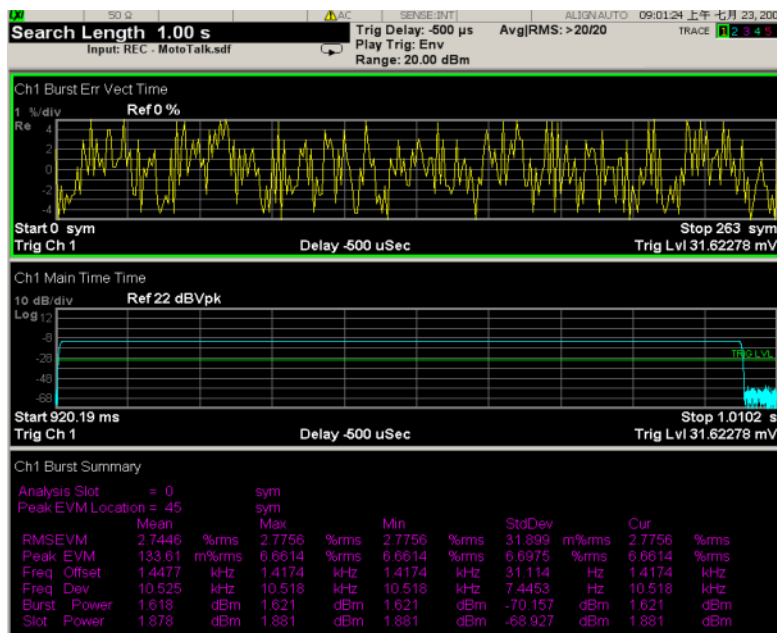 50 Ω AC SENSE:INT ALIGN AUTO 09:01:24 上午 七月 23, 200
Search Length 1.00 s
Input: REC - MotoTalk.sdf
Trig Delay: -500 µs
Play Trig: Env
Range: 20.00 dBm
Avg|RMS: >20/20
TRACE 1 2 3 4 5
Ch1 Burst Err Vect Time
1 %/div Ref 0 %
Re 4
2
0
-2
-4
Start 0 sym Stop 263 sym
Trig Ch 1 Delay -500 uSec Trig Lvl 31.62278 mV
Ch1 Main Time Time
10 dB/div Ref 22 dBVpk
Log 12
-8
TRIG LVL
-28
-48
-68
Start 920.19 ms Stop 1.0102 s
Trig Ch 1 Delay -500 uSec Trig Lvl 31.62278 mV
Ch1 Burst Summary
Analysis Slot = 0 sym
Peak EVM Location = 45 sym
Mean Max Min StdDev Cur
RMSEVM 2.7446 %rms 2.7756 %rms 2.7756 %rms 31.899 m%rms 2.7756 %rms
Peak EVM 133.61 m%rms 6.6614 %rms 6.6614 %rms 6.6975 %rms 6.6614 %rms
Freq Offset 1.4477 kHz 1.4174 kHz 1.4174 kHz 31.114 Hz 1.4174 kHz
Freq Dev 10.525 kHz 10.518 kHz 10.518 kHz 7.4453 Hz 10.518 kHz
Burst Power 1.618 dBm 1.621 dBm 1.621 dBm -70.157 dBm 1.621 dBm
Slot Power 1.878 dBm 1.881 dBm 1.881 dBm -68.927 dBm 1.881 dBm